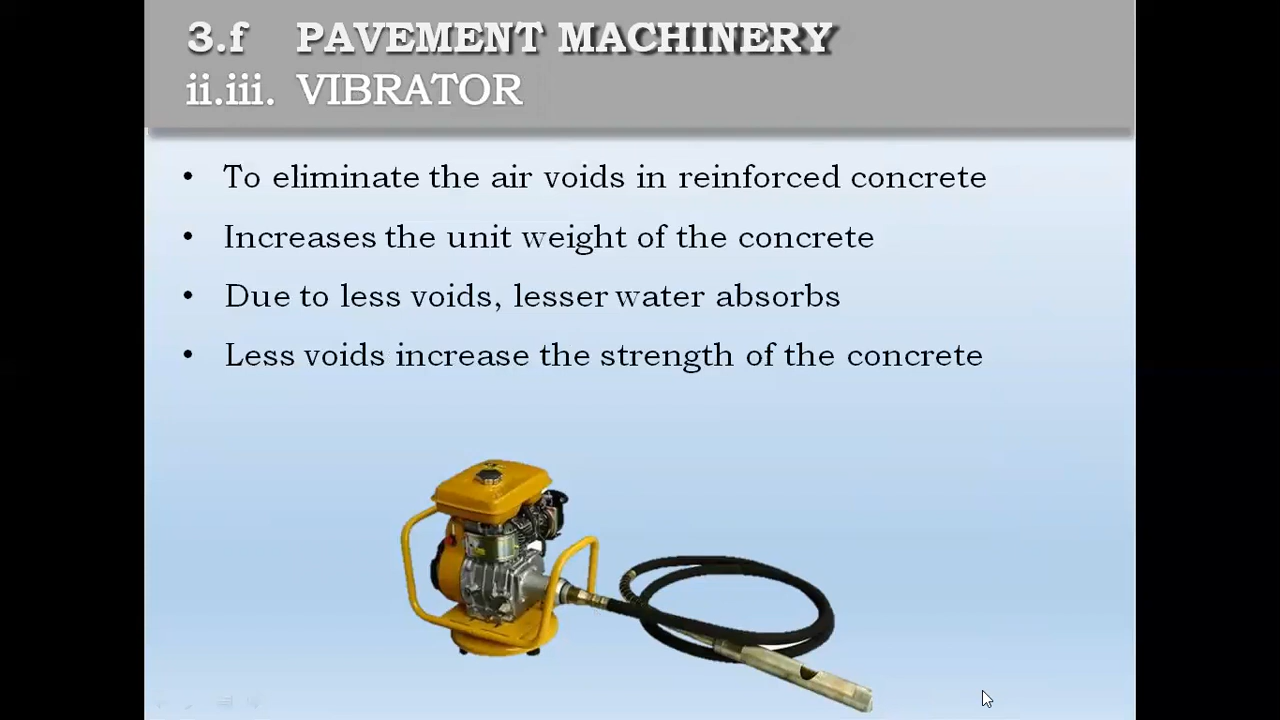 3.f PAVEMENT MACHINERY
ii.iii. VIBRATOR
• To eliminate the air voids in reinforced concrete
• Increases the unit weight of the concrete
• Due to less voids, lesser water absorbs
• Less voids increase the strength of the concrete